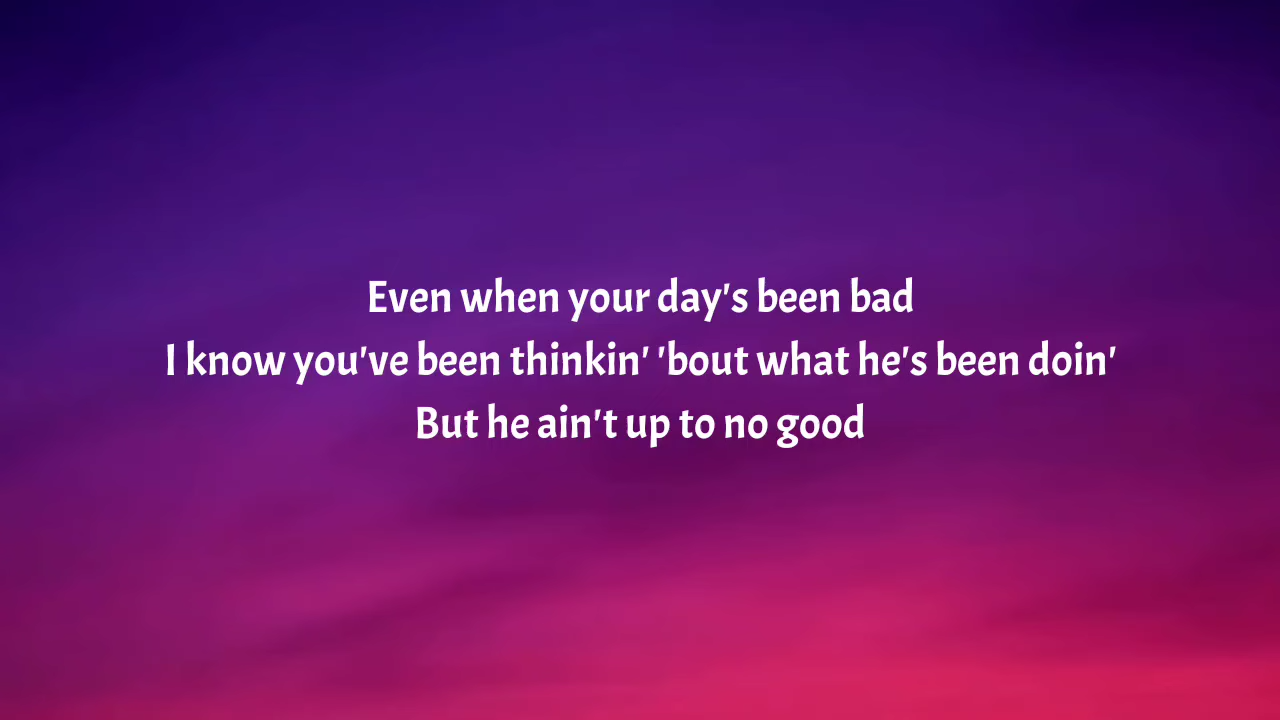 Even when your day's been bad
I know you've been thinkin' 'bout what he's been doin'
But he ain't up to no good